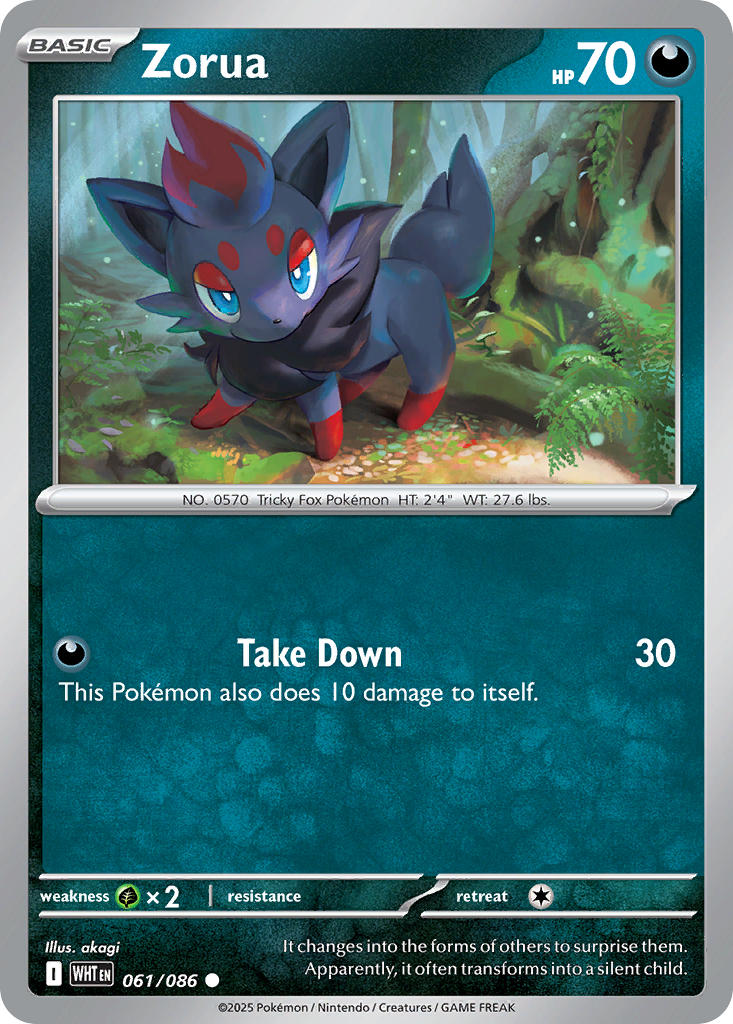 BASIC
Zorua
HP 70
NO. 0570 Tricky Fox Pokémon HT: 2'4" WT: 27.6 lbs.
Take Down 30
This Pokémon also does 10 damage to itself.
weakness ×2 resistance retreat
Illus. akagi
It changes into the forms of others to surprise them.
Apparently, it often transforms into a silent child.
I WHT EN 061/086
©2025 Pokémon / Nintendo / Creatures / GAME FREAK